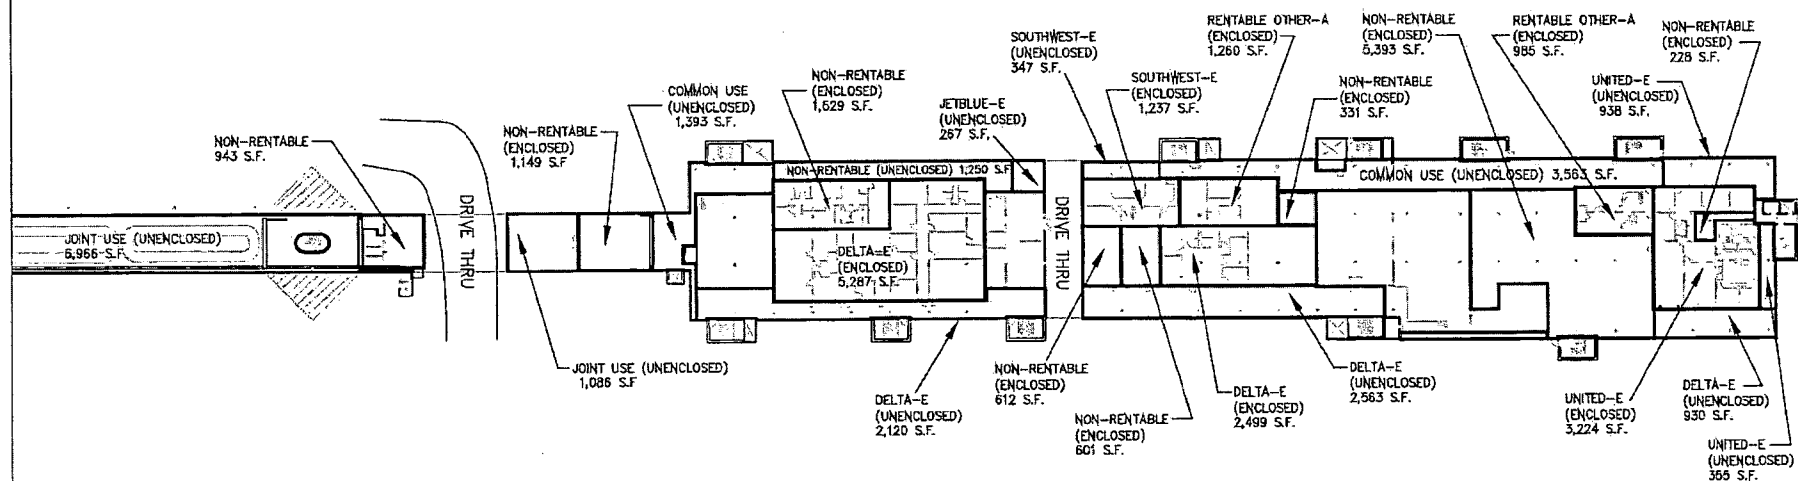 NON-RENTABLE
943 S.F.
NON-RENTABLE
(ENCLOSED)
1,149 S.F
COMMON USE
(UNENCLOSED)
1,393 S.F.
NON-RENTABLE
(ENCLOSED)
1,529 S.F.
JETBLUE-E
(UNENCLOSED)
267 S.F.
SOUTHWEST-E
(UNENCLOSED)
347 S.F.
SOUTHWEST-E
(ENCLOSED)
1,237 S.F.
RENTABLE OTHER-A
(ENCLOSED)
1,260 S.F.
NON-RENTABLE
(ENCLOSED)
331 S.F.
NON-RENTABLE
(ENCLOSED)
5,393 S.F.
RENTABLE OTHER-A
(ENCLOSED)
985 S.F.
UNITED-E
(UNENCLOSED)
938 S.F.
NON-RENTABLE
(ENCLOSED)
228 S.F.
NON-RENTABLE (UNENCLOSED) 1,250 S.F
COMMON USE (UNENCLOSED) 3,563 S.F.
JOINT USE (UNENCLOSED)
6,966 S.F
DRIVE THRU
DELTA-E
(ENCLOSED)
5,287 S.F.
DRIVE THRU
JOINT USE (UNENCLOSED)
1,086 S.F
DELTA-E
(UNENCLOSED)
2,120 S.F.
NON-RENTABLE
(ENCLOSED)
612 S.F.
NON-RENTABLE
(ENCLOSED)
601 S.F.
DELTA-E
(ENCLOSED)
2,499 S.F.
DELTA-E
(UNENCLOSED)
2,563 S.F.
UNITED-E
(ENCLOSED)
3,224 S.F.
DELTA-E
(UNENCLOSED)
930 S.F.
UNITED-E
(UNENCLOSED)
355 S.F.